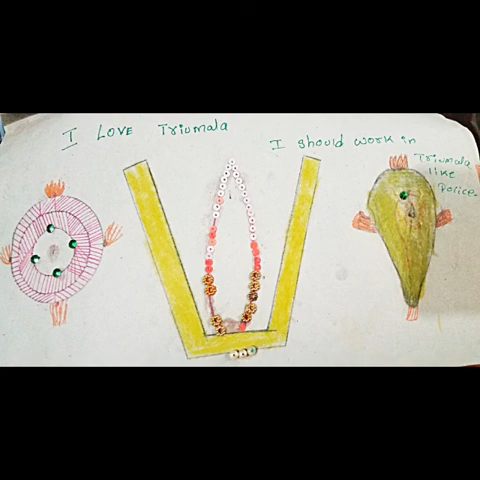 I LOVE Triumala
I should work in
Triumala
like
police